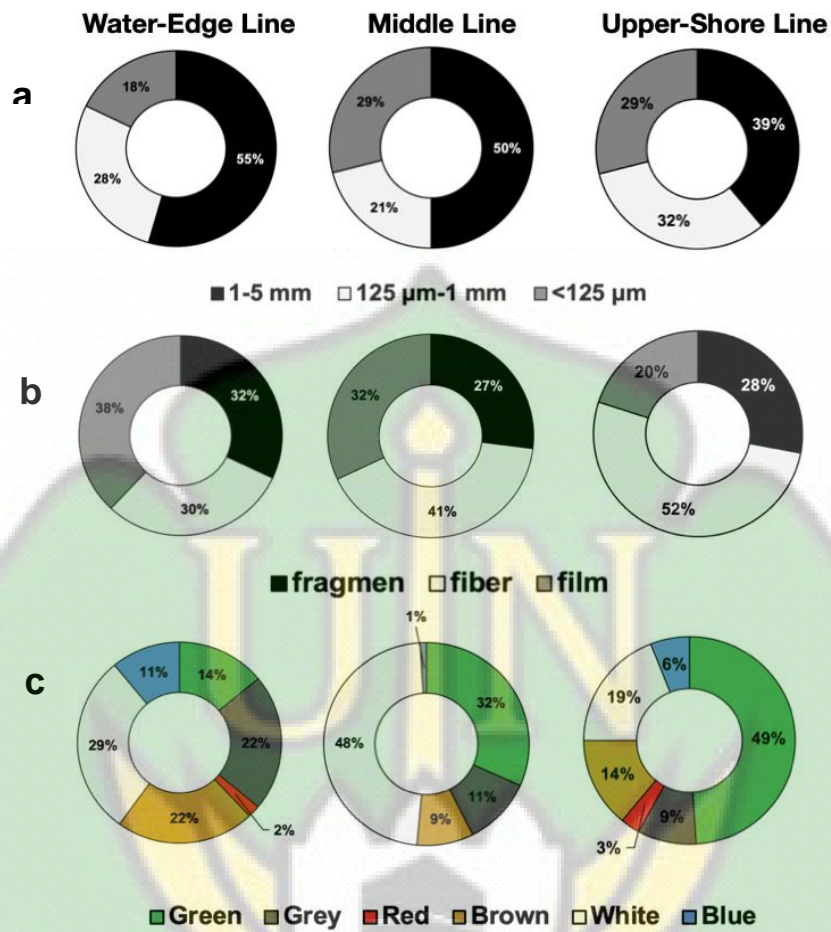 Water-Edge Line Middle Line Upper-Shore Line
a
18% 55% 28%
29% 50% 21%
29% 39% 32%
1-5 mm 125 µm-1 mm <125 µm
b
38% 32% 30%
32% 27% 41%
20% 28% 52%
UIN
fragmen fiber film
c
11% 14% 22% 2% 22% 29%
1% 32% 11% 9% 48%
6% 49% 9% 3% 14% 19%
Green Grey Red Brown White Blue